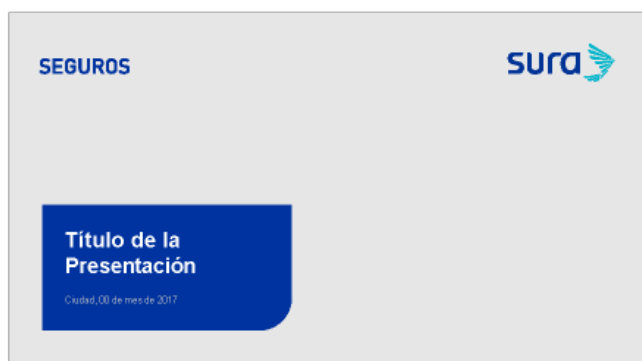 SEGUROS
sura
Título de la
Presentación
Ciudad, 00 de mes de 2017